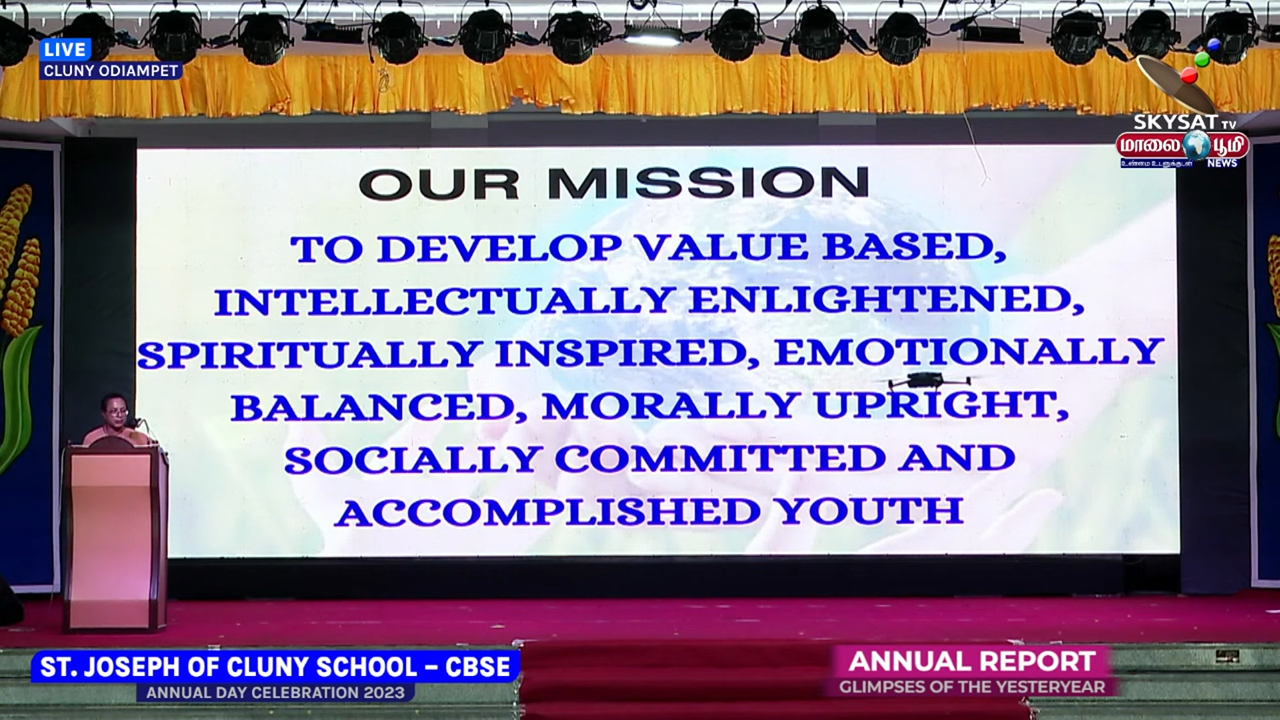 LIVE
CLUNY ODIAMPET
SKYSAT TV
மாலை பூமி
NEWS
OUR MISSION
TO DEVELOP VALUE BASED,
INTELLECTUALLY ENLIGHTENED,
SPIRITUALLY INSPIRED, EMOTIONALLY
BALANCED, MORALLY UPRIGHT,
SOCIALLY COMMITTED AND
ACCOMPLISHED YOUTH
ST. JOSEPH OF CLUNY SCHOOL – CBSE
ANNUAL DAY CELEBRATION 2023
ANNUAL REPORT
GLIMPSES OF THE YESTERYEAR